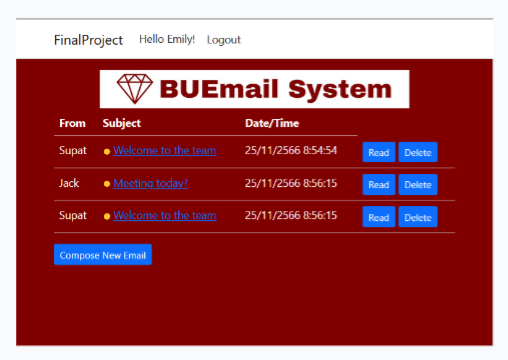 FinalProject Hello Emily! Logout
BUEmail System
From Subject Date/Time
Supat Welcome to the team 25/11/2566 8:54:54 Read Delete
Jack Meeting today? 25/11/2566 8:56:15 Read Delete
Supat Welcome to the team 25/11/2566 8:56:15 Read Delete
Compose New Email